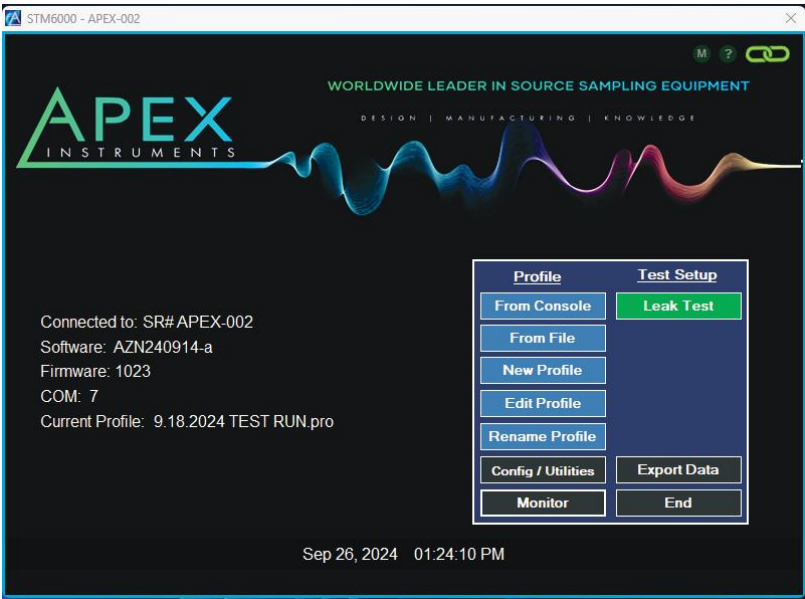 STM6000 - APEX-002
M ?
WORLDWIDE LEADER IN SOURCE SAMPLING EQUIPMENT
DESIGN | MANUFACTURING | KNOWLEDGE
APEX
INSTRUMENTS
Profile
Test Setup
From Console
Leak Test
From File
New Profile
Edit Profile
Rename Profile
Config / Utilities
Export Data
Monitor
End
Connected to: SR# APEX-002
Software: AZN240914-a
Firmware: 1023
COM: 7
Current Profile: 9.18.2024 TEST RUN.pro
Sep 26, 2024 01:24:10 PM